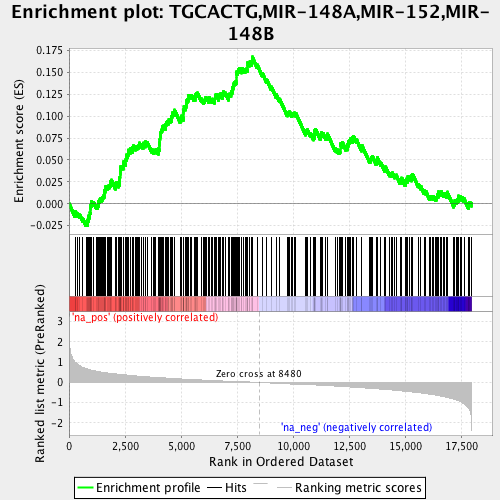 Enrichment plot: TGCACTG,MIR-148A,MIR-152,MIR-
148B
Enrichment score (ES)
0.175
0.150
0.125
0.100
0.075
0.050
0.025
0.000
-0.025
Ranked list metric (PreRanked)
3
2
1
0
-1
-2
'na_pos' (positively correlated)
Zero cross at 8480
'na_neg' (negatively correlated)
0
2,500
5,000
7,500
10,000
12,500
15,000
17,500
Rank in Ordered Dataset
Enrichment profile
Hits
Ranking metric scores